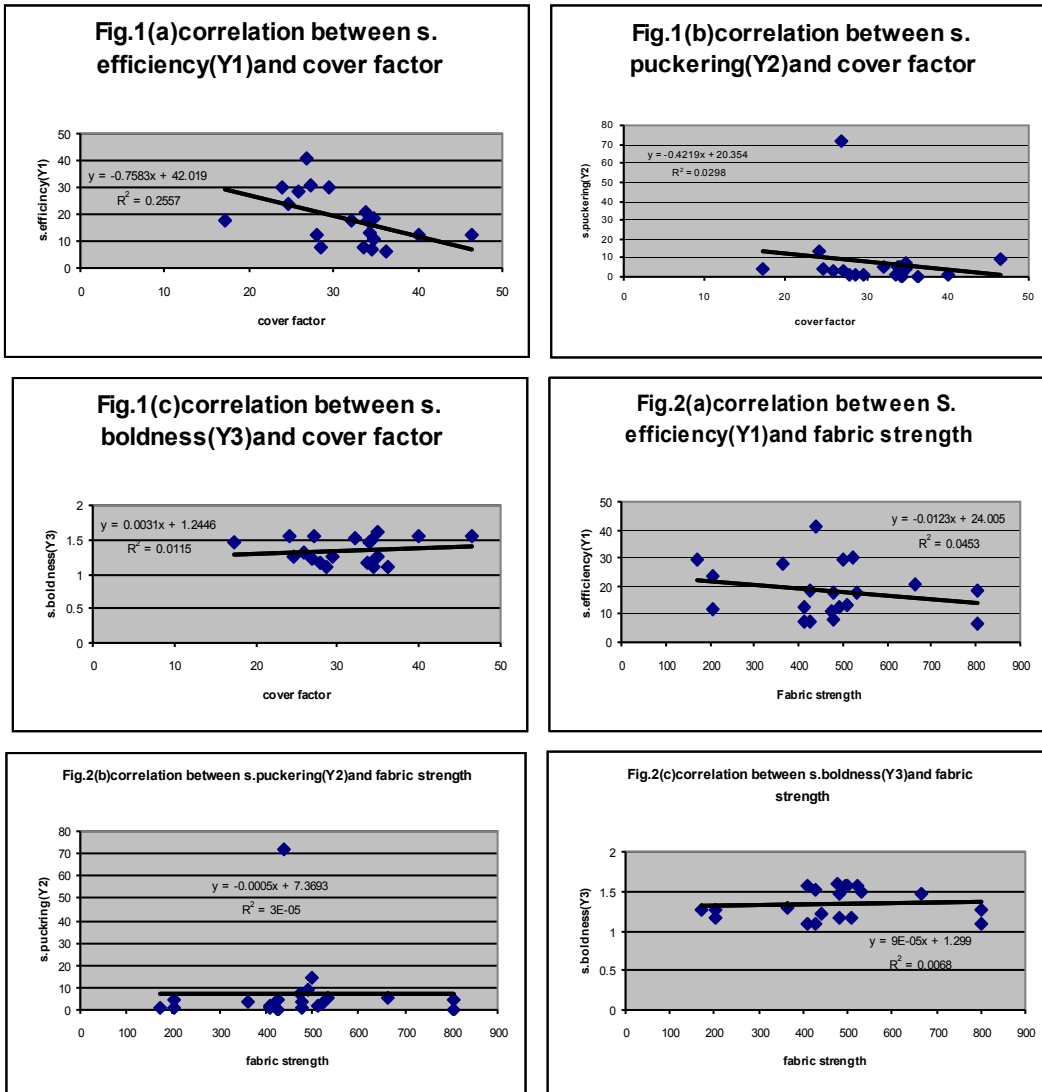 Fig.1(a)correlation between s.
efficiency(Y1)and cover factor
s.efficincy(Y1)
50
40
30
20
10
0
y = -0.7583x + 42.019
R² = 0.2557
0 10 20 30 40 50
cover factor
Fig.1(b)correlation between s.
puckering(Y2)and cover factor
s.puckering(Y2)
80
70
60
50
40
30
20
10
0
y = -0.4219x + 20.354
R² = 0.0298
0 10 20 30 40 50
cover factor
Fig.1(c)correlation between s.
boldness(Y3)and cover factor
s.boldness(Y3)
2
1.5
1
0.5
0
y = 0.0031x + 1.2446
R² = 0.0115
0 10 20 30 40 50
cover factor
Fig.2(a)correlation between S.
efficiency(Y1)and fabric strength
s.efficiency(Y1)
50
40
30
20
10
0
y = -0.0123x + 24.005
R² = 0.0453
0 100 200 300 400 500 600 700 800 900
Fabric strength
Fig.2(b)correlation between s.puckering(Y2)and fabric strength
s.puckring(Y2)
80
70
60
50
40
30
20
10
0
y = -0.0005x + 7.3693
R² = 3E-05
0 100 200 300 400 500 600 700 800 900
fabric strength
Fig.2(c)correlation between s.boldness(Y3)and fabric
strength
s.boldness(Y3)
2
1.5
1
0.5
0
y = 9E-05x + 1.299
R² = 0.0068
0 100 200 300 400 500 600 700 800 900
fabric strength